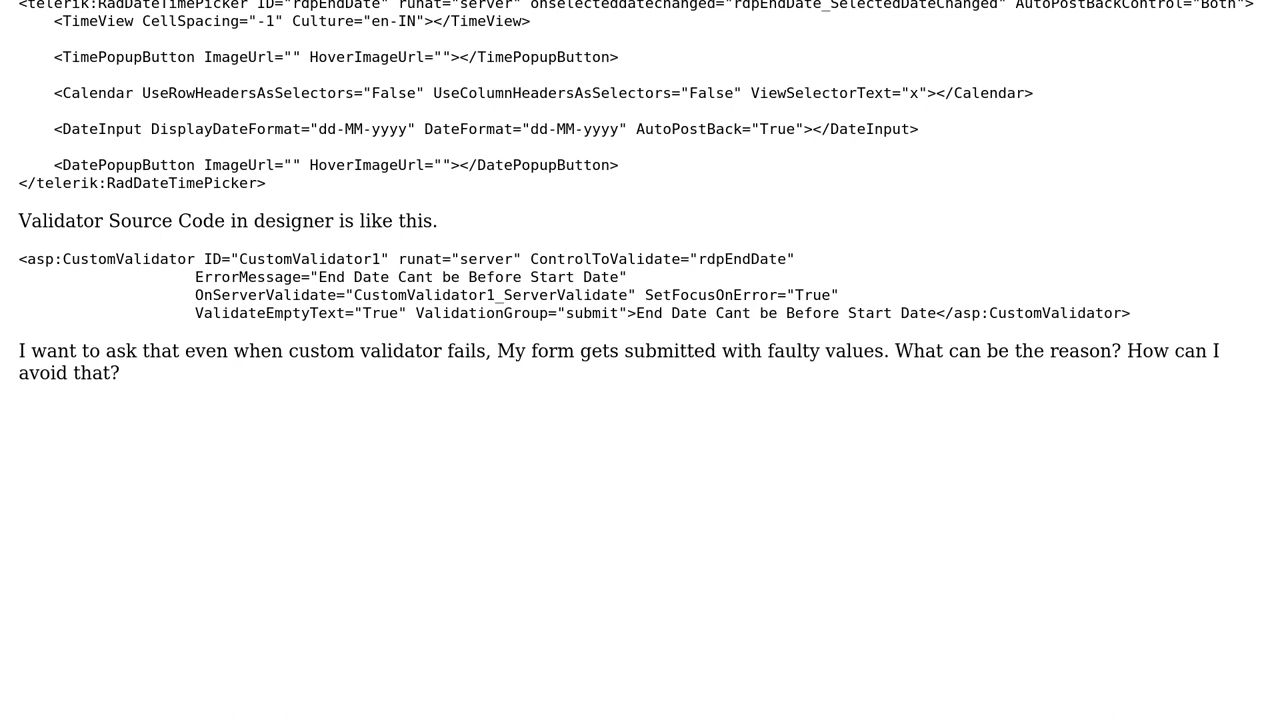 <telerik:RadDateTimePicker ID="rdpEndDate" runat="server" onselecteddatechanged="rdpEndDate_SelectedDateChanged" AutoPostBackControl="Both">
    <TimeView CellSpacing="-1" Culture="en-IN"></TimeView>
    <TimePopupButton ImageUrl="" HoverImageUrl=""></TimePopupButton>
    <Calendar UseRowHeadersAsSelectors="False" UseColumnHeadersAsSelectors="False" ViewSelectorText="x"></Calendar>
    <DateInput DisplayDateFormat="dd-MM-yyyy" DateFormat="dd-MM-yyyy" AutoPostBack="True"></DateInput>
    <DatePopupButton ImageUrl="" HoverImageUrl=""></DatePopupButton>
</telerik:RadDateTimePicker>
Validator Source Code in designer is like this.
<asp:CustomValidator ID="CustomValidator1" runat="server" ControlToValidate="rdpEndDate"
                    ErrorMessage="End Date Cant be Before Start Date"
                    OnServerValidate="CustomValidator1_ServerValidate" SetFocusOnError="True"
                    ValidateEmptyText="True" ValidationGroup="submit">End Date Cant be Before Start Date</asp:CustomValidator>
I want to ask that even when custom validator fails, My form gets submitted with faulty values. What can be the reason? How can I
avoid that?